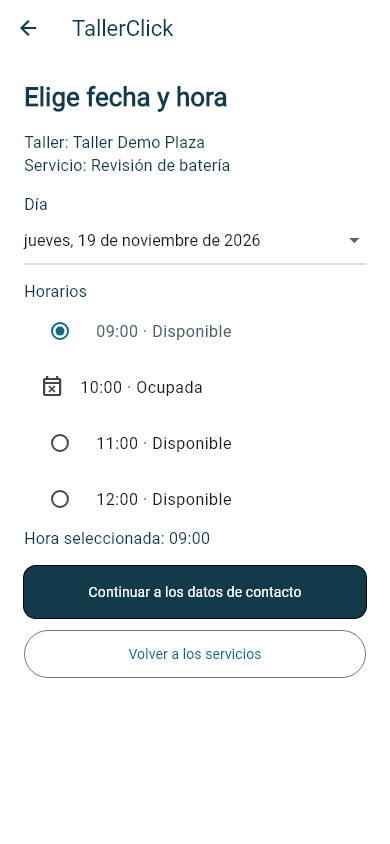 TallerClick
Elige fecha y hora
Taller: Taller Demo Plaza
Servicio: Revisión de batería
Día
jueves, 19 de noviembre de 2026
Horarios
09:00 · Disponible
10:00 · Ocupada
11:00 · Disponible
12:00 · Disponible
Hora seleccionada: 09:00
Continuar a los datos de contacto
Volver a los servicios